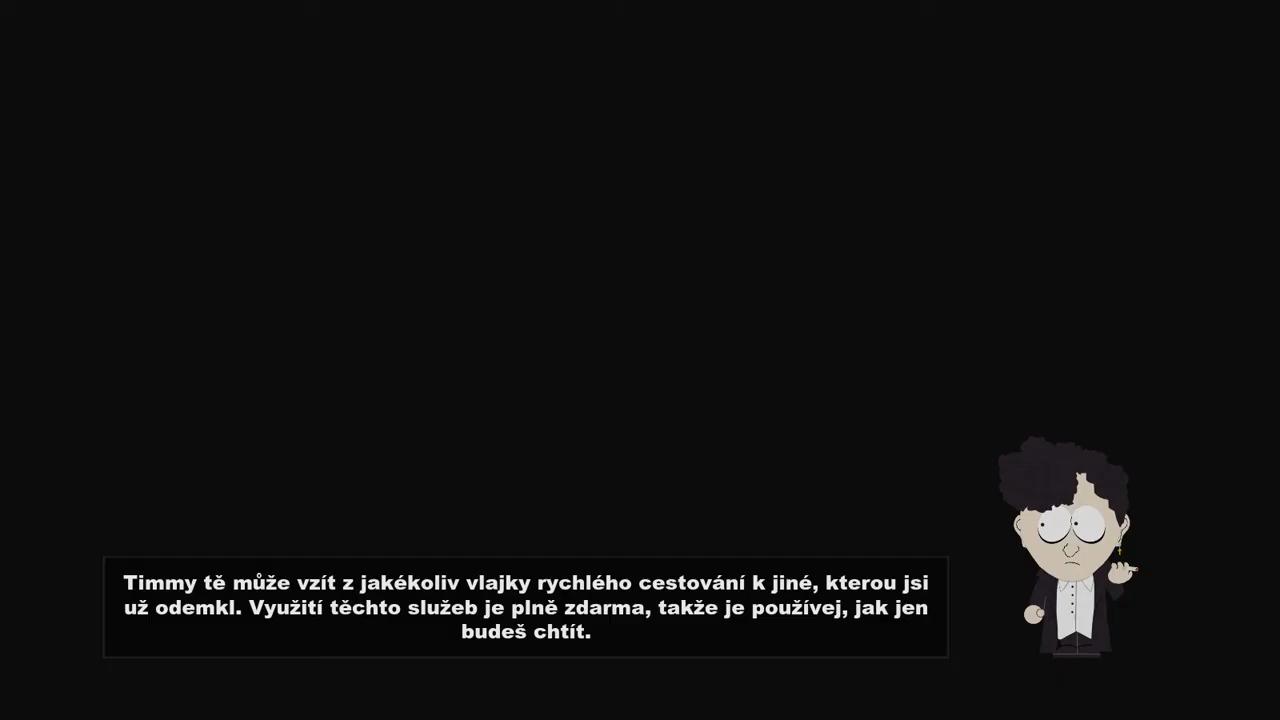 Timmy tě může vzít z jakékoliv vlajky rychlého cestování k jiné, kterou jsi
už odemkl. Využití těchto služeb je plně zdarma, takže je používej, jak jen
budeš chtít.